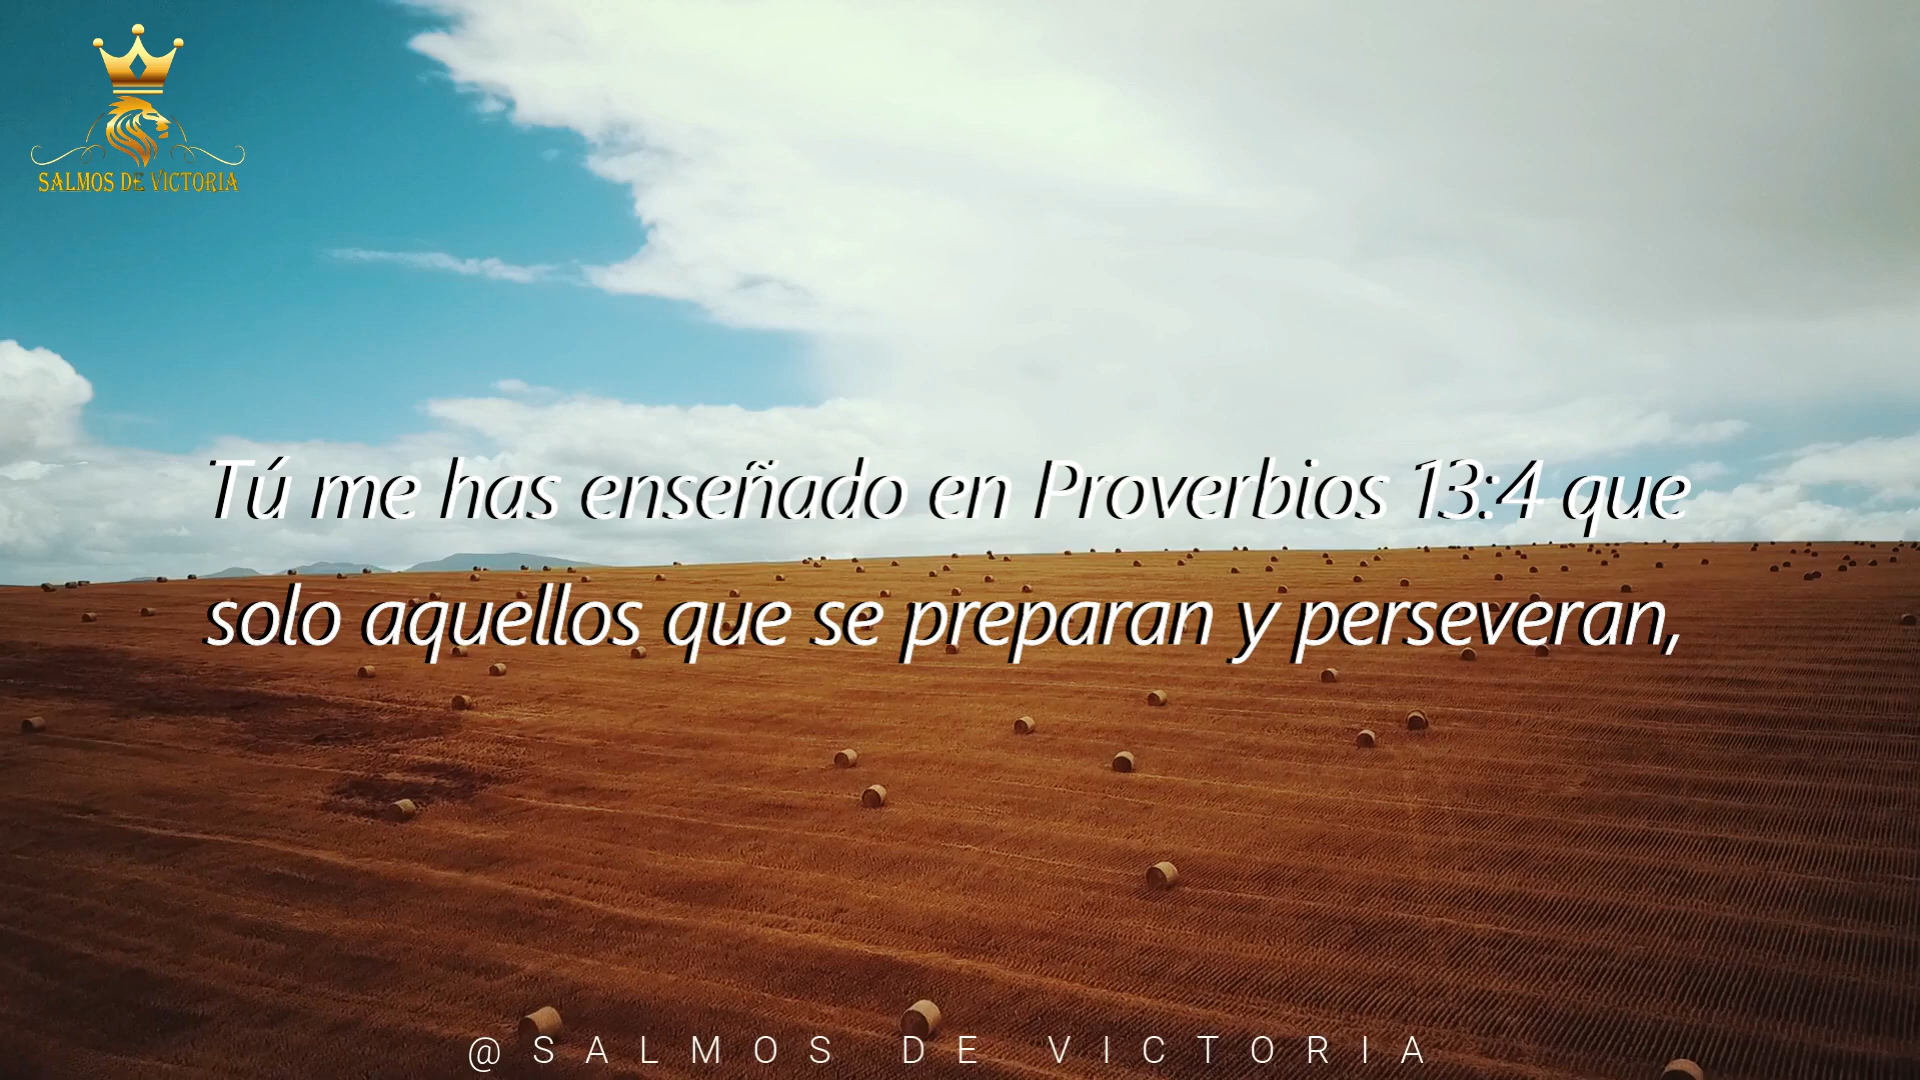 SALMOS DE VICTORIA
Tú me has enseñado en Proverbios 13:4 que
solo aquellos que se preparan y perseveran,
@SALMOS DE VICTORIA